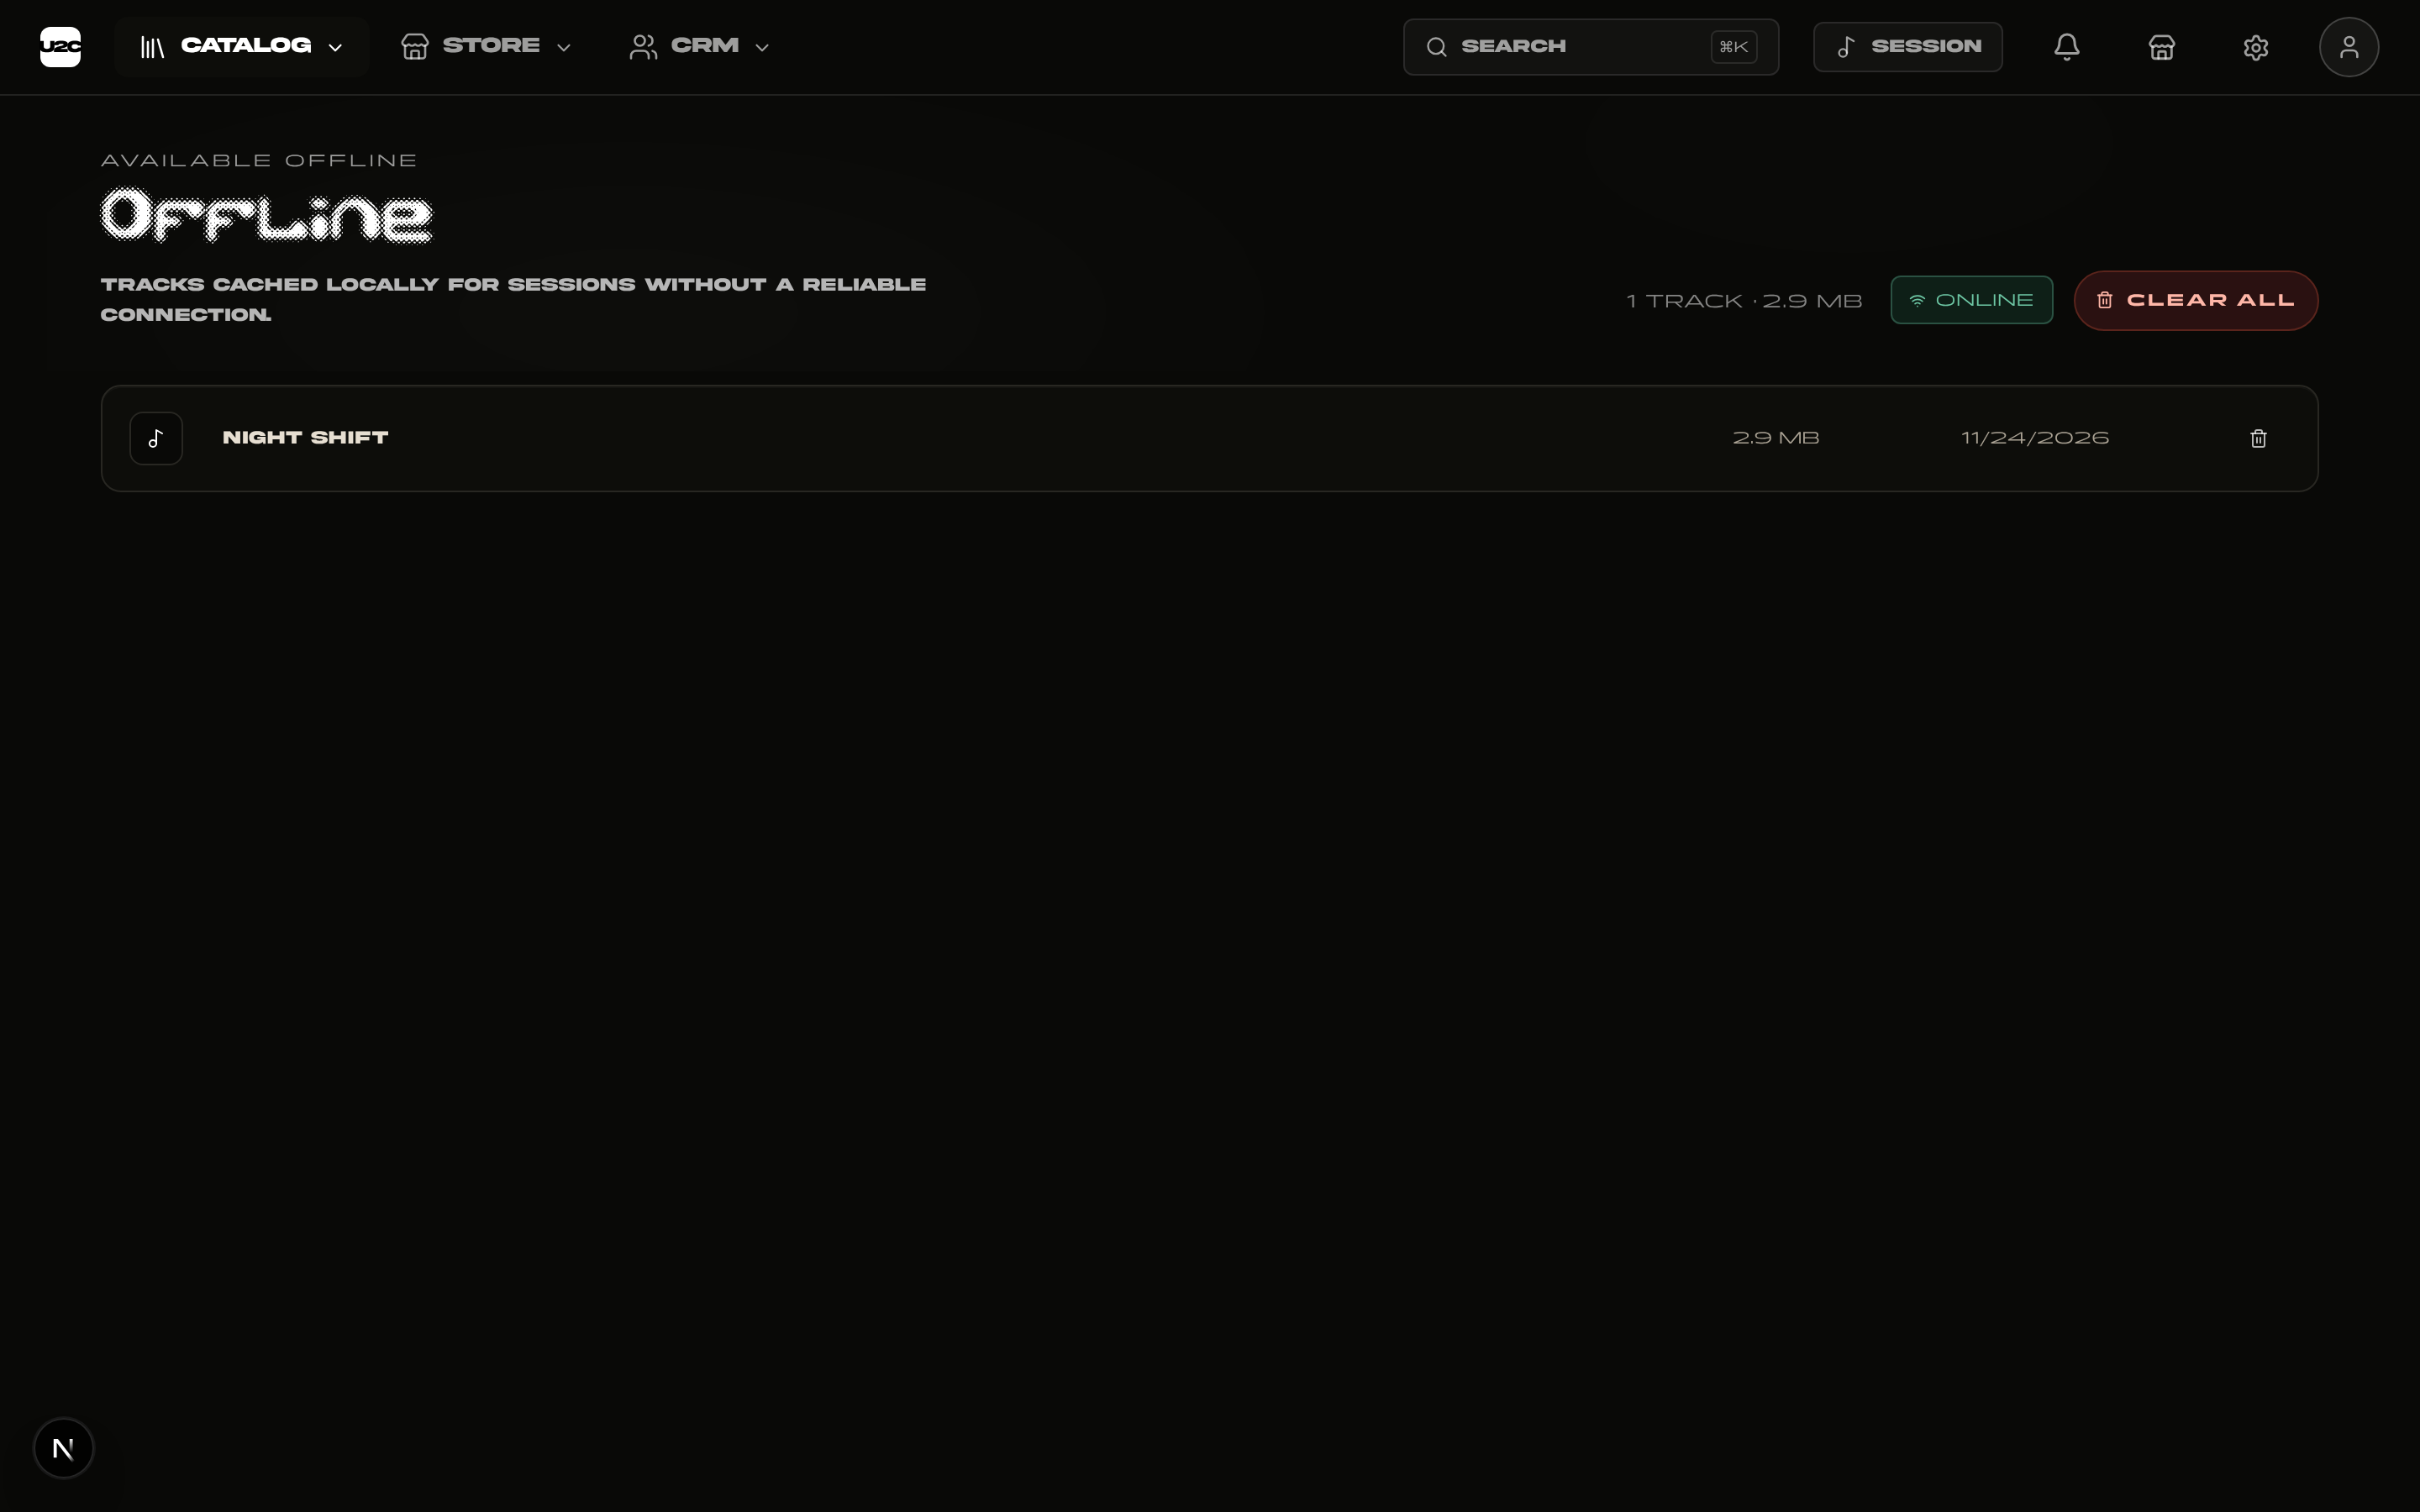 U2C
CATALOG
STORE
CRM
SEARCH
⌘K
SESSION
AVAILABLE OFFLINE
OFFLine
TRACKS CACHED LOCALLY FOR SESSIONS WITHOUT A RELIABLE
CONNECTION.
1 TRACK · 2.9 MB
ONLINE
CLEAR ALL
NIGHT SHIFT
2.9 MB
11/24/2026
N